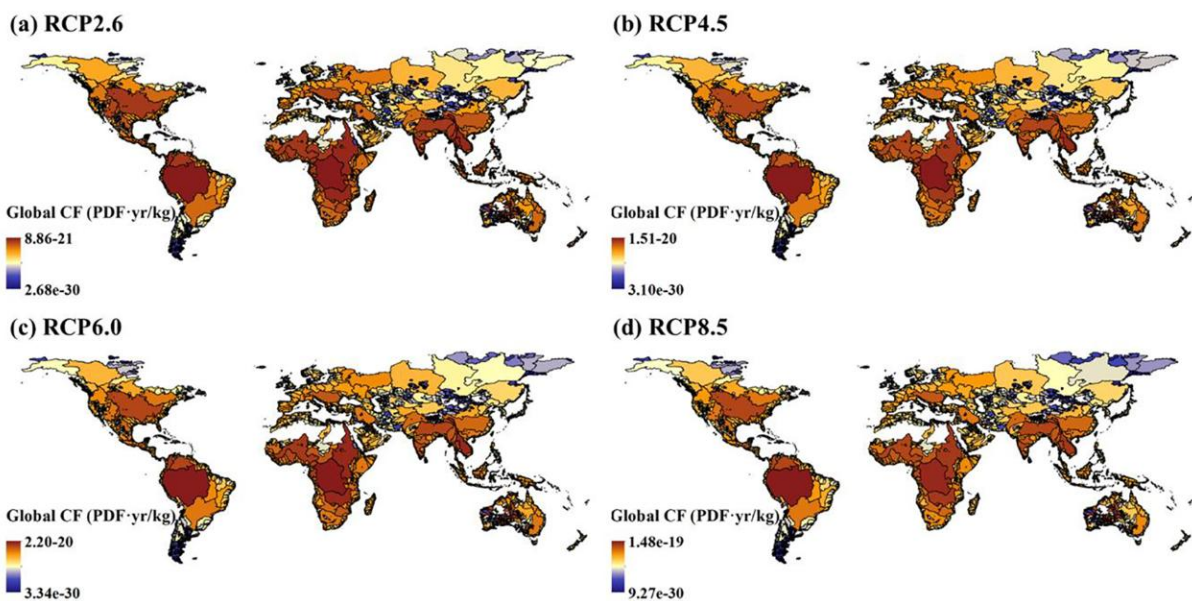 (a) RCP2.6
(b) RCP4.5
Global CF (PDF·yr/kg)
8.86-21
2.68e-30
Global CF (PDF·yr/kg)
1.51-20
3.10e-30
(c) RCP6.0
(d) RCP8.5
Global CF (PDF·yr/kg)
2.20-20
3.34e-30
Global CF (PDF·yr/kg)
1.48e-19
9.27e-30